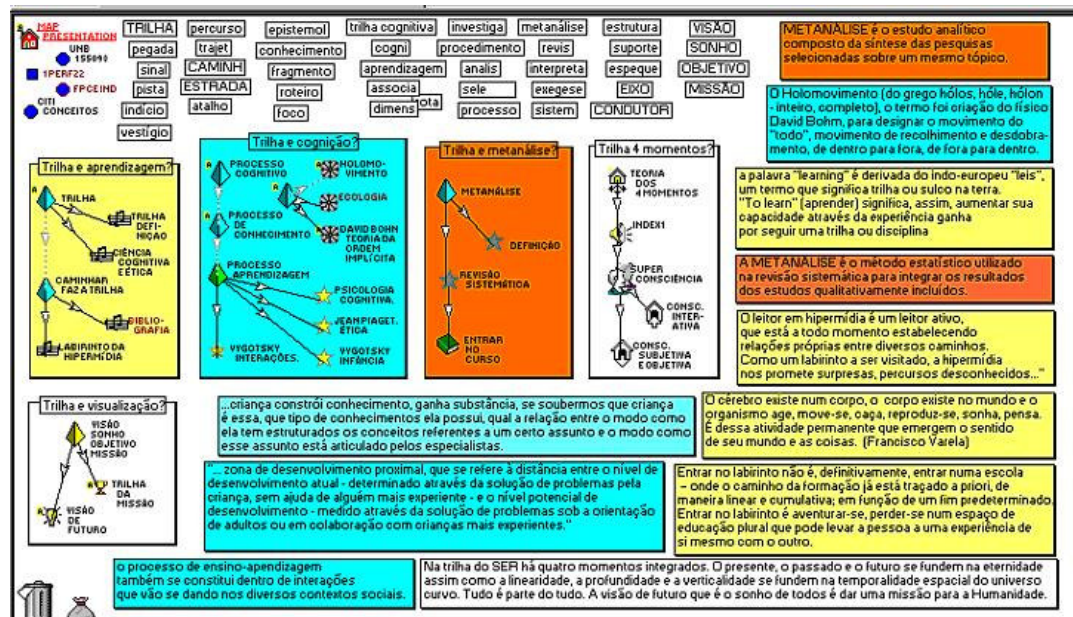 MAP
PRESENTATION
UNB
155090
1PERF22
FPCEIND
CITI
CONCEITOS
TRILHA
pegada
sinal
pista
indício
vestígio
percurso
trajet
CAMINH
ESTRADA
atalho
epistemol
conhecimento
fragmento
roteiro
foco
trilha cognitiva
cogni
aprendizagem
associa
dimens
investiga
procedimento
analis
sele
processo
metanálise
revis
interpreta
exegese
sistem
estrutura
suporte
espeque
EIXO
CONDUTOR
VISÃO
SONHO
OBJETIVO
MISSÃO
METANÁLISE é o estudo analítico
composto da síntese das pesquisas
selecionadas sobre um mesmo tópico.
O Holomovimento (do grego hólos, hóle, hólon
- inteiro, completo), o termo foi criação do físico
David Bohm, para designar o movimento do
"todo", movimento de recolhimento e desdobra-
mento, de dentro para fora, de fora para dentro.
a palavra "learning" é derivada do indo-europeu "leis",
um termo que significa trilha ou sulco na terra.
"To learn" (aprender) significa, assim, aumentar sua
capacidade através da experiência ganha
por seguir uma trilha ou disciplina
A METANÁLISE é o método estatístico utilizado
na revisão sistemática para integrar os resultados
dos estudos qualitativamente incluídos.
O leitor em hipermídia é um leitor ativo,
que está a todo momento estabelecendo
relações próprias entre diversos caminhos.
Como um labirinto a ser visitado, a hipermídia
nos promete surpresas, percursos desconhecidos..."
Trilha e aprendizagem?
TRILHA
TRILHA
DEFI-
NIÇÃO
CIÊNCIA
COGNITIVA
E ÉTICA
CAMINHAR
FAZ A TRILHA
BIBLIO-
GRAFIA
LABIRINTO DA
HIPERMÍDIA
Trilha e cognição?
PROCESSO
COGNITIVO
HOLOMO-
VIMENTO
ECOLOGIA
PROCESSO
DE
CONHECIMENTO
DAVID BOHN
TEORIA DA
ORDEM
IMPLÍCITA
PROCESSO
APRENDIZAGEM
PSICOLOGIA
COGNITIVA.
JEAN PIAGET.
ÉTICA
VYGOTSKY
INTERAÇÕES.
VYGOTSKY
INFÂNCIA
Trilha e metanálise?
METANÁLISE
DEFINIÇÃO
REVISÃO
SISTEMÁTICA
ENTRAR
NO
CURSO
Trilha 4 momentos?
TEORIA
DOS
4 MOMENTOS
INDEX1
SUPER
CONSCIÊNCIA
CONSC.
INTER-
ATIVA
CONSC.
SUBJETIVA
E OBJETIVA
Trilha e visualização?
VISÃO
SONHO
OBJETIVO
MISSÃO
TRILHA
DA
MISSÃO
VISÃO
DE
FUTURO
...criança constrói conhecimento, ganha substância, se soubermos que criança
é essa, que tipo de conhecimentos ela possui, qual a relação entre o modo como
ela tem estruturados os conceitos referentes a um certo assunto e o modo como
esse assunto está articulado pelos especialistas.
"... zona de desenvolvimento proximal, que se refere à distância entre o nível de
desenvolvimento atual - determinado através da solução de problemas pela
criança, sem ajuda de alguém mais experiente - e o nível potencial de
desenvolvimento - medido através da solução de problemas sob a orientação
de adultos ou em colaboração com crianças mais experientes."
O cérebro existe num corpo, o corpo existe no mundo e o
organismo age, move-se, caça, reproduz-se, sonha, pensa.
É dessa atividade permanente que emergem o sentido
de seu mundo e as coisas. (Francisco Varela)
Entrar no labirinto não é, definitivamente, entrar numa escola
- onde o caminho da formação já está traçado a priori, de
maneira linear e cumulativa; em função de um fim predeterminado.
Entrar no labirinto é aventurar-se, perder-se num espaço de
educação plural que pode levar a pessoa a uma experiência de
si mesmo com o outro.
o processo de ensino-apendizagem
também se constitui dentro de interações
que vão se dando nos diversos contextos sociais.
Na trilha do SER há quatro momentos integrados. O presente, o passado e o futuro se fundem na eternidade
assim como a linearidade, a profundidade e a verticalidade se fundem na temporalidade espacial do universo
curvo. Tudo é parte do tudo. A visão de futuro que é o sonho de todos é dar uma missão para a Humanidade.